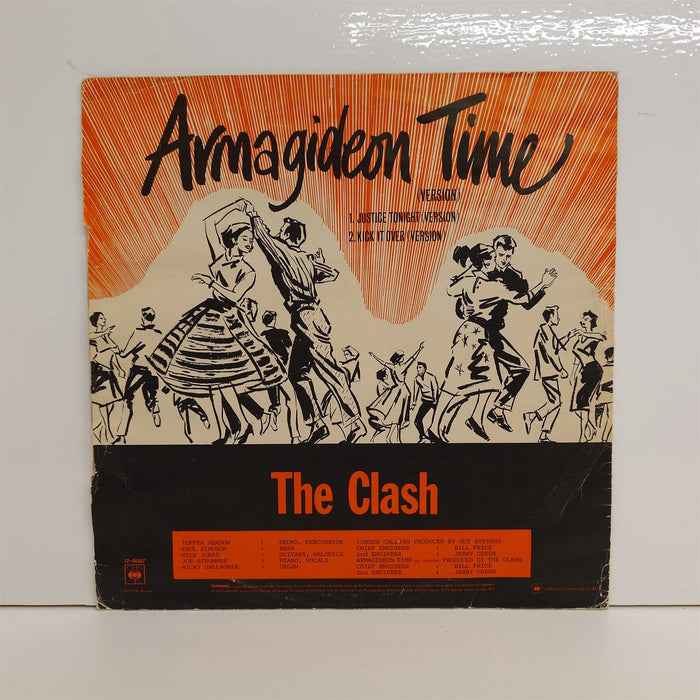 Armagideon Time
(VERSION)
1. JUSTICE TONIGHT (VERSION)
2. KICK IT OVER (VERSION)
The Clash
TOPPER HEADON : DRUMS, PERCUSSION LONDON CALLING PRODUCED BY GUY STEVENS
PAUL SIMONON : BASS CHIEF ENGINEER : BILL PRICE
MICK JONES : GUITARS, MELODICA 2nd ENGINEER : JERRY GREEN
JOE STRUMMER : PIANO, VOCALS ARMAGIDEON TIME PRODUCED BY THE CLASH
MICKY GALLAGHER : ORGAN CHIEF ENGINEER : BILL PRICE
2nd ENGINEER : JERRY GREEN
12-8087
CBS
WARNING: